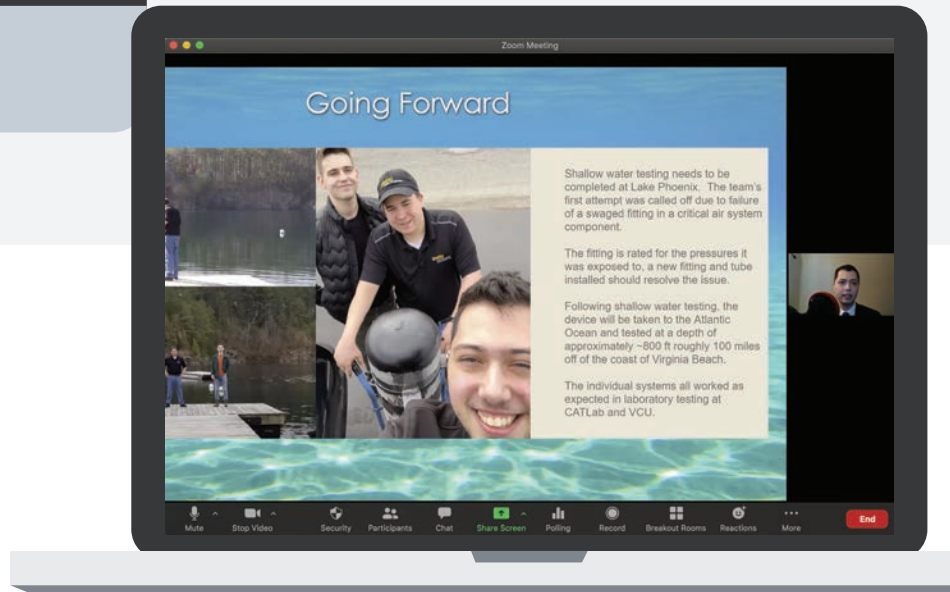 Zoom Meeting
Going Forward
Shallow water testing needs to be
completed at Lake Phoenix. The team's
first attempt was called off due to failure
of a swaged fitting in a critical air system
component.
The fitting is rated for the pressures it
was exposed to, a new fitting and tube
installed should resolve the issue.
Following shallow water testing, the
device will be taken to the Atlantic
Ocean and tested at a depth of
approximately ~800 ft roughly 100 miles
off of the coast of Virginia Beach.
The individual systems all worked as
expected in laboratory testing at
CATLab and VCU.
Mute
Stop Video
Security
Participants
Chat
Share Screen
Polling
Record
Breakout Rooms
Reactions
More
End